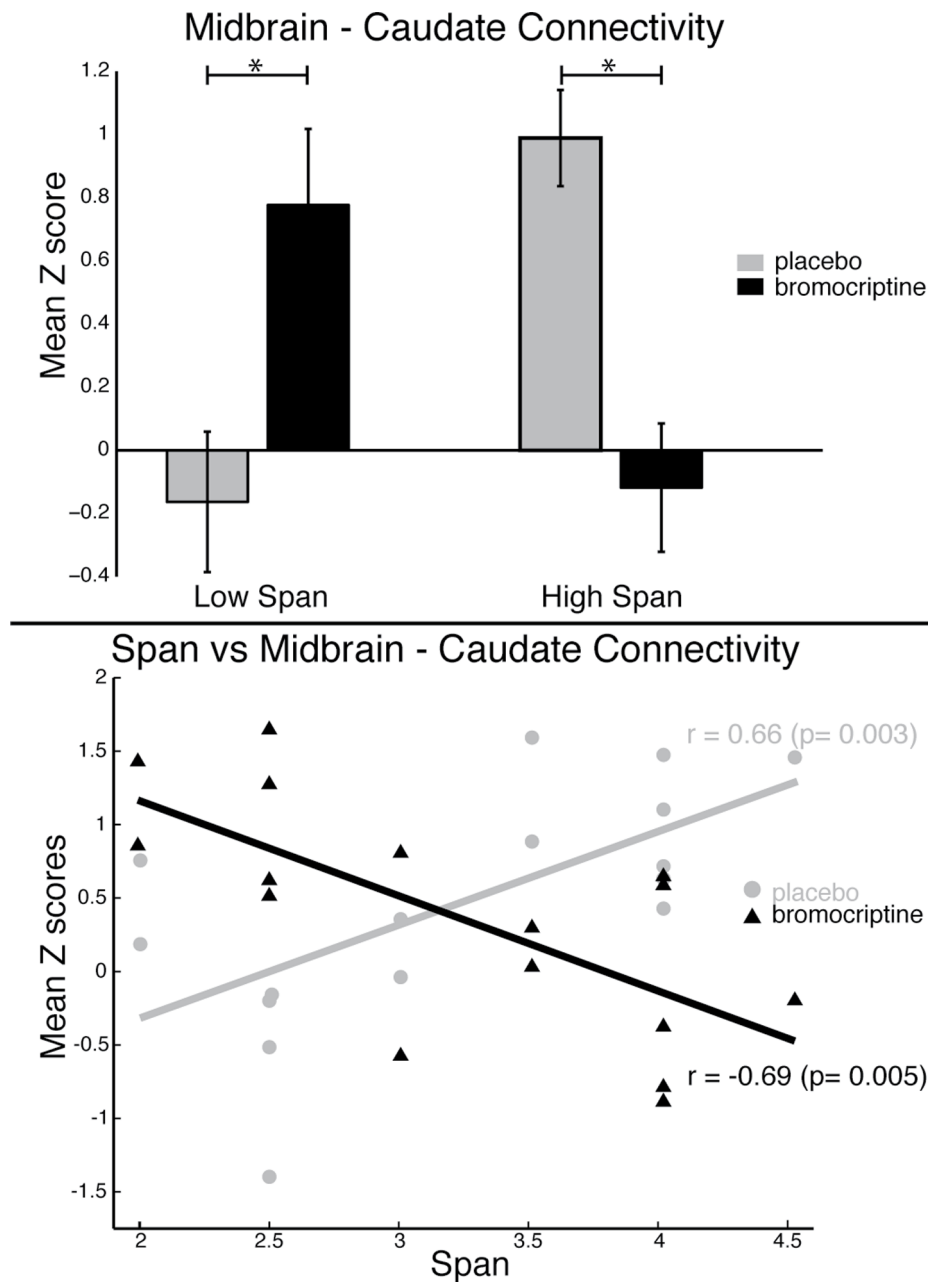 Midbrain - Caudate Connectivity
* *
1.2
1
0.8
0.6
0.4
0.2
0
−0.2
−0.4
Mean Z score
placebo
bromocriptine
Low Span High Span
Span vs Midbrain - Caudate Connectivity
2
1.5
1
0.5
0
-0.5
-1
-1.5
Mean Z scores
r = 0.66 (p= 0.003)
placebo
bromocriptine
r = -0.69 (p= 0.005)
2 2.5 3 3.5 4 4.5
Span